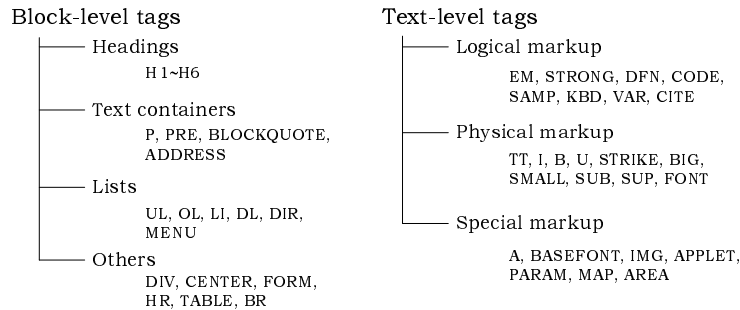 Block-level tags
Headings
H1~H6
Text containers
P, PRE, BLOCKQUOTE,
ADDRESS
Lists
UL, OL, LI, DL, DIR,
MENU
Others
DIV, CENTER, FORM,
HR, TABLE, BR
Text-level tags
Logical markup
EM, STRONG, DFN, CODE,
SAMP, KBD, VAR, CITE
Physical markup
TT, I, B, U, STRIKE, BIG,
SMALL, SUB, SUP, FONT
Special markup
A, BASEFONT, IMG, APPLET,
PARAM, MAP, AREA